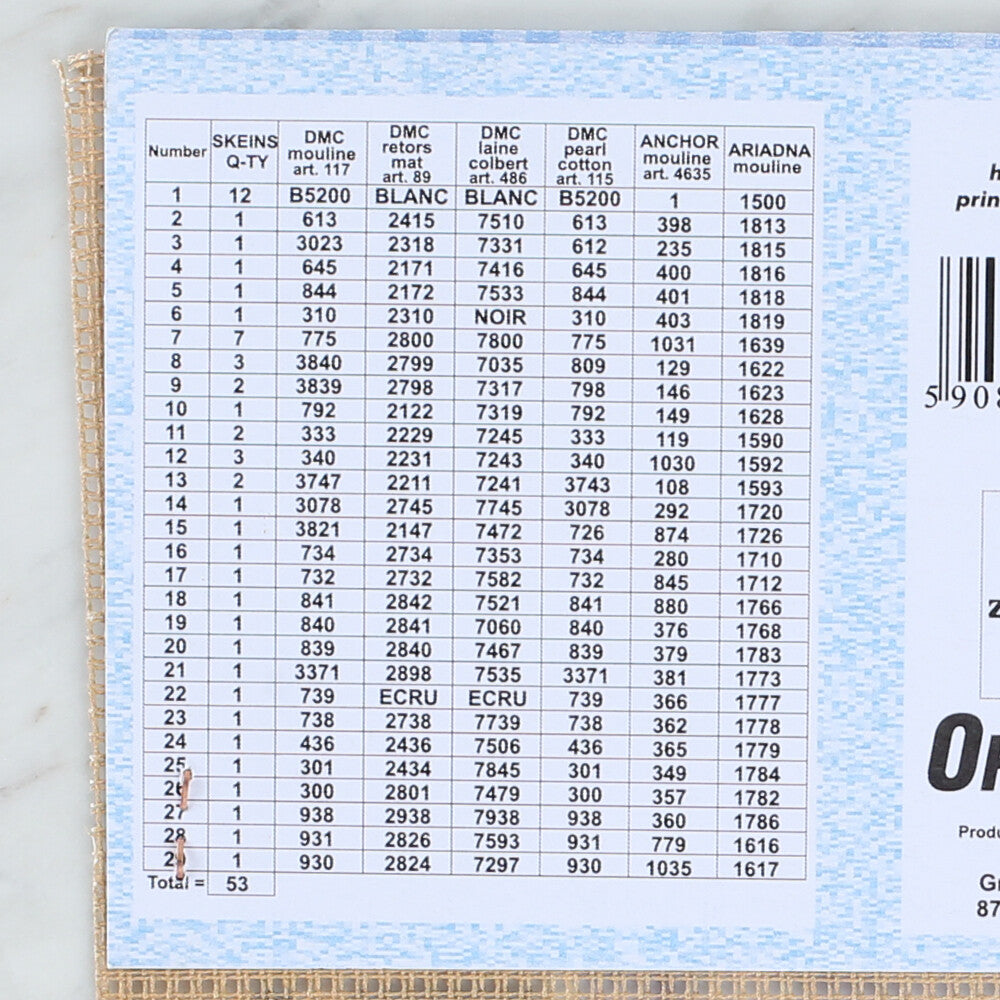 Number SKEINS Q-TY DMC mouline art. 117 DMC retors mat art. 89 DMC laine colbert art. 486 DMC pearl cotton art. 115 ANCHOR mouline art. 4635 ARIADNA mouline
1 12 B5200 BLANC BLANC B5200 1 1500
2 1 613 2415 7510 613 398 1813
3 1 3023 2318 7331 612 235 1815
4 1 645 2171 7416 645 400 1816
5 1 844 2172 7533 844 401 1818
6 1 310 2310 NOIR 310 403 1819
7 7 775 2800 7800 775 1031 1639
8 3 3840 2799 7035 809 129 1622
9 2 3839 2798 7317 798 146 1623
10 1 792 2122 7319 792 149 1628
11 2 333 2229 7245 333 119 1590
12 3 340 2231 7243 340 1030 1592
13 2 3747 2211 7241 3743 108 1593
14 1 3078 2745 7745 3078 292 1720
15 1 3821 2147 7472 726 874 1726
16 1 734 2734 7353 734 280 1710
17 1 732 2732 7582 732 845 1712
18 1 841 2842 7521 841 880 1766
19 1 840 2841 7060 840 376 1768
20 1 839 2840 7467 839 379 1783
21 1 3371 2898 7535 3371 381 1773
22 1 739 ECRU ECRU 739 366 1777
23 1 738 2738 7739 738 362 1778
24 1 436 2436 7506 436 365 1779
25 1 301 2434 7845 301 349 1784
26 1 300 2801 7479 300 357 1782
27 1 938 2938 7938 938 360 1786
28 1 931 2826 7593 931 779 1616
29 1 930 2824 7297 930 1035 1617
Total = 53
prin
5 908
Produ
87